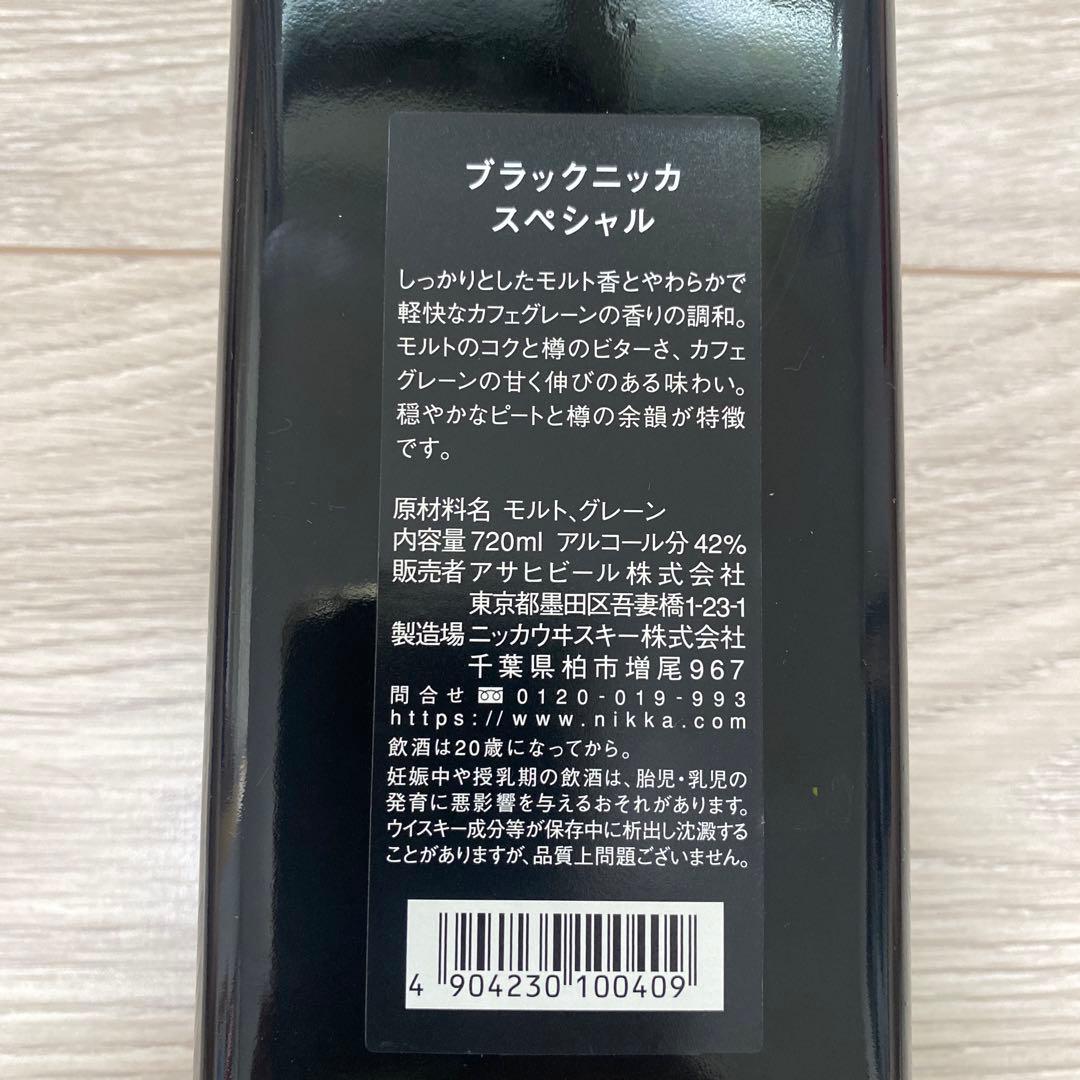 ブラックニッカ
スペシャル
しっかりとしたモルト香とやわらかで
軽快なカフェグレーンの香りの調和。
モルトのコクと樽のビターさ、カフェ
グレーンの甘く伸びのある味わい。
穏やかなピートと樽の余韻が特徴
です。
原材料名 モルト、グレーン
内容量 720ml アルコール分 42%
販売者 アサヒビール株式会社
東京都墨田区吾妻橋1-23-1
製造場 ニッカウヰスキー株式会社
千葉県柏市増尾967
問合せ 0120-019-993
https://www.nikka.com
飲酒は20歳になってから。
妊娠中や授乳期の飲酒は、胎児・乳児の
発育に悪影響を与えるおそれがあります。
ウイスキー成分等が保存中に析出し沈澱する
ことがありますが、品質上問題ございません。
4 904230 100409